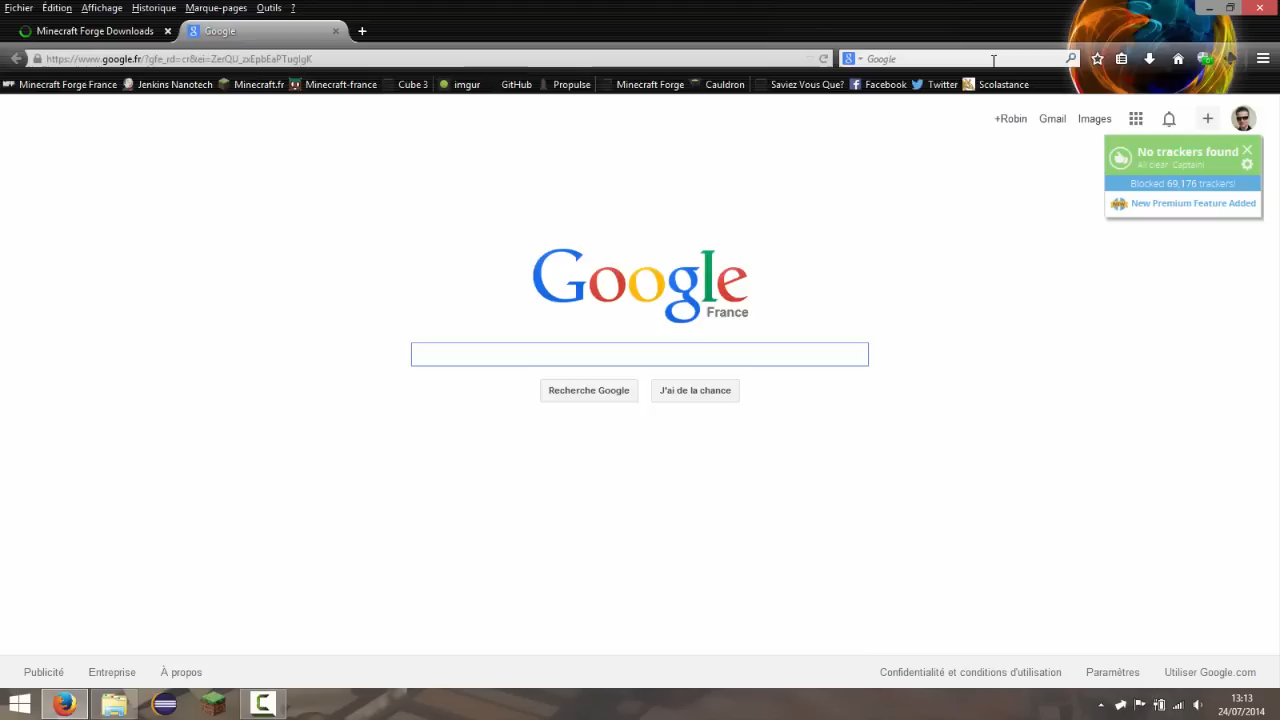 Fichier Édition Affichage Historique Marque-pages Outils ?
Minecraft Forge Downloads
Google
https://www.google.fr/?gfe_rd=cr&ei=
Google
Minecraft Forge France Jenkins Nanotech Minecraft.fr Minecraft-france Cube 3 imgur GitHub Propulse Minecraft Forge Cauldron Saviez Vous Que? Facebook Twitter Scolastance
+Robin Gmail Images
No trackers found
All clear, Captain!
Blocked 69,176 trackers!
New Premium Feature Added
Google
France
Recherche Google J'ai de la chance
Publicité Entreprise À propos Confidentialité et conditions d'utilisation Paramètres Utiliser Google.com
13:13
24/07/2014